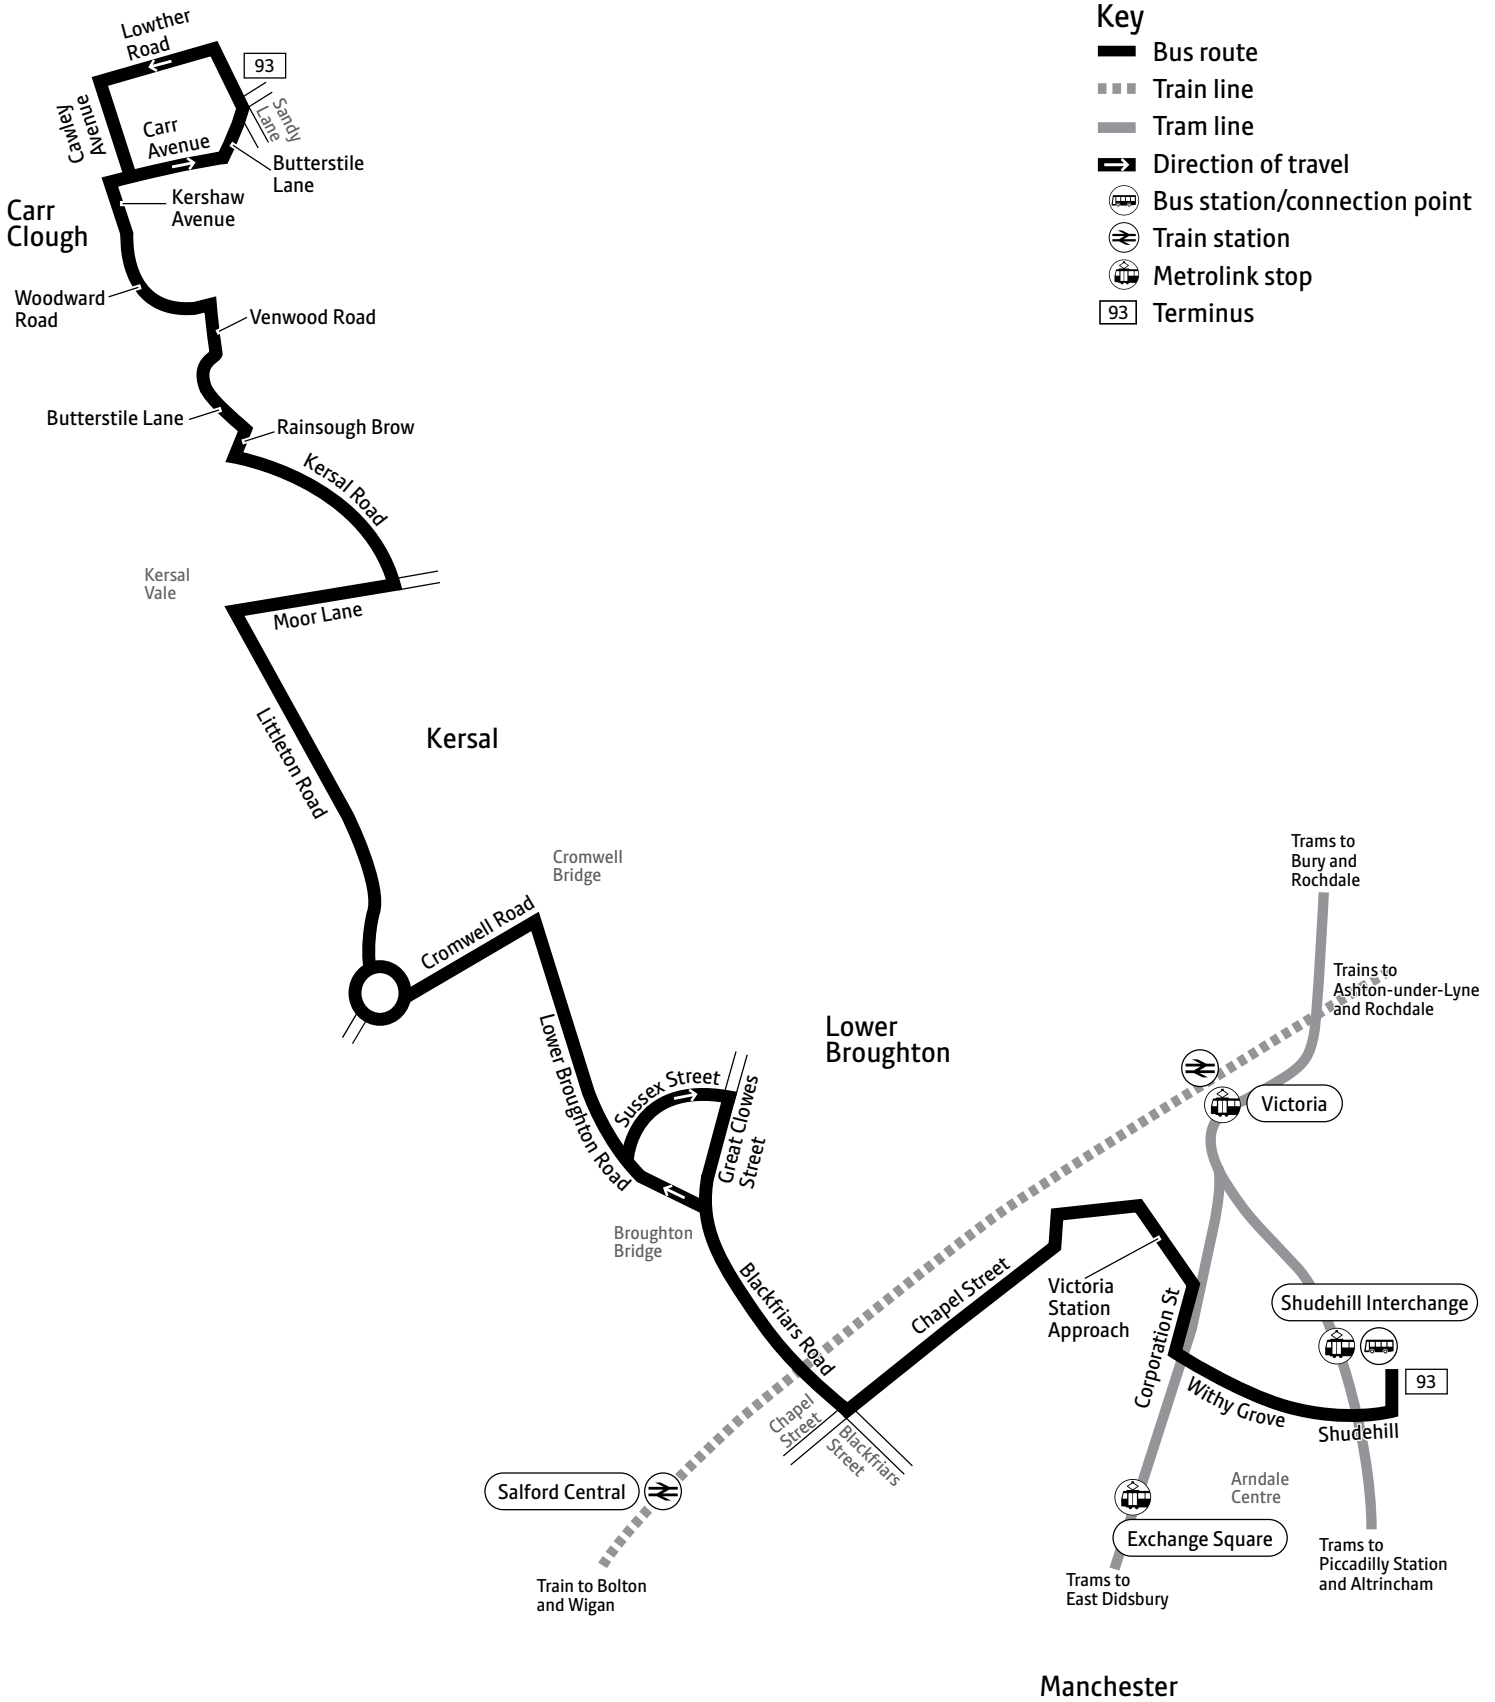 Key
Bus route
Train line
Tram line
Direction of travel
Bus station/connection point
Train station
Metrolink stop
93
Terminus
Lowther
Road
93
Cawley
Avenue
Carr
Avenue
Sandy
Lane
Butterstile
Lane
Kershaw
Avenue
Carr
Clough
Woodward
Road
Venwood Road
Butterstile Lane
Rainsough Brow
Kersal Road
Kersal
Vale
Moor Lane
Littleton Road
Kersal
Cromwell
Bridge
Cromwell Road
Lower Broughton Road
Sussex Street
Great Clowes
Street
Lower
Broughton
Broughton
Bridge
Blackfriars Road
Chapel
Street
Blackfriars
Street
Chapel Street
Victoria
Station
Approach
Trams to
Bury and
Rochdale
Trains to
Ashton-under-Lyne
and Rochdale
Victoria
Corporation St
Withy Grove
Shudehill Interchange
93
Shudehill
Salford Central
Train to Bolton
and Wigan
Arndale
Centre
Exchange Square
Trams to
East Didsbury
Trams to
Piccadilly Station
and Altrincham
Manchester